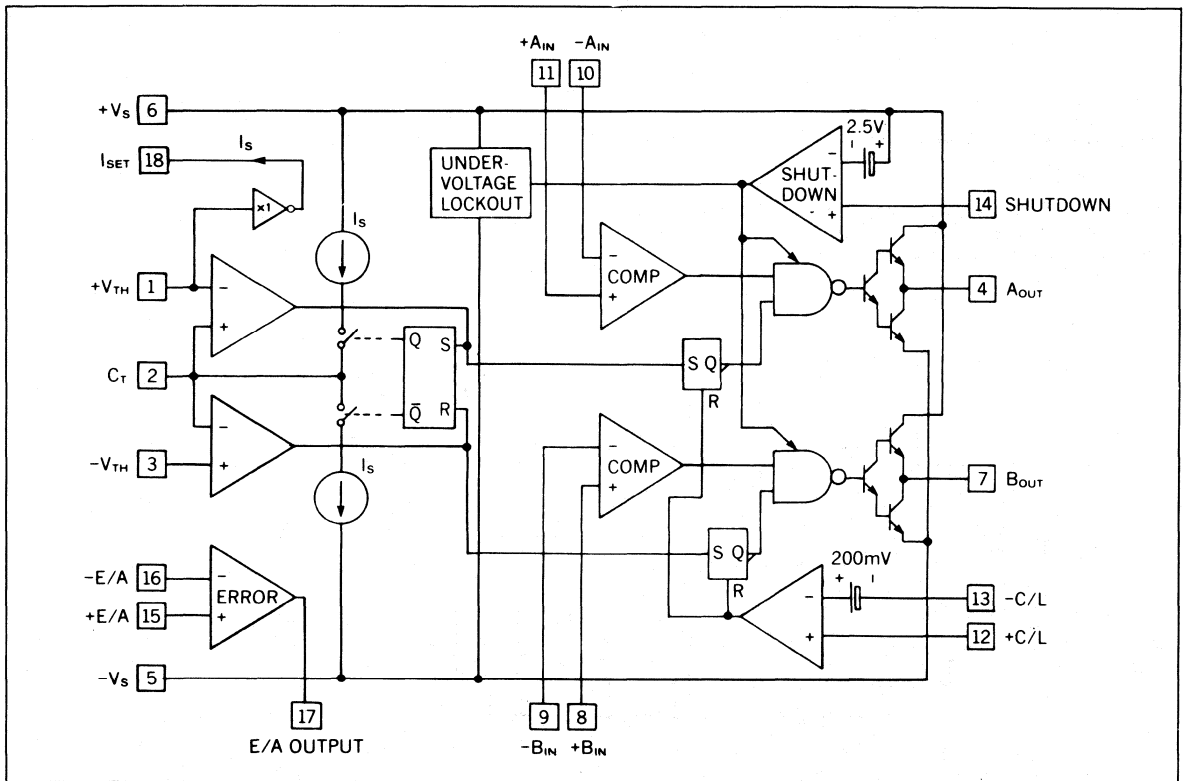 +AIN
-AIN
11
10
+VS
6
ISET
18
IS
×1
+VTH
1
-
+
CT
2
-VTH
3
-
+
IS
IS
Q
Q̅
S
R
UNDER-
VOLTAGE
LOCKOUT
-
+
COMP
-
+
COMP
S Q
R
S Q
R
SHUT-
DOWN
-
+
2.5V
-
+
14
SHUTDOWN
4
AOUT
7
BOUT
200mV
+
-
-
+
13
-C/L
12
+C/L
-E/A
16
+E/A
15
-
+
ERROR
-VS
5
17
E/A OUTPUT
9
8
-BIN
+BIN